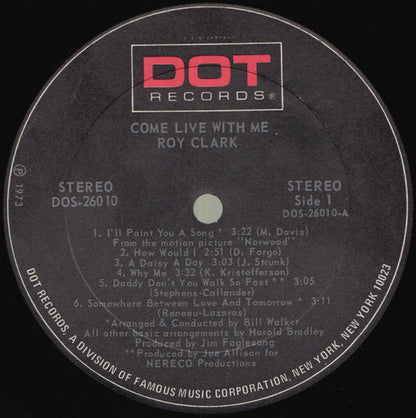 DOT
RECORDS®
COME LIVE WITH ME
ROY CLARK
℗ 1973
STEREO
DOS-26010
STEREO
Side 1
DOS-26010-A
1. I'll Paint You A Song * 3:22 (M. Davis)
From the motion picture "Norwood"
2. How Would I 2:51 (D. Fargo)
3. A Daisy A Day 3:03 (J. Strunk)
4. Why Me 3:32 (K. Kristofferson)
5. Daddy Don't You Walk So Fast ** 3:05
(Stephens-Callander)
6. Somewhere Between Love And Tomorrow * 3:11
(Reneau-Lazaros)
*Arranged & Conducted by Bill Walker
All other basic arrangements by Harold Bradley
Produced by Jim Foglesong
**Produced by Joe Allison for
NERECO Productions
DOT RECORDS, A DIVISION OF FAMOUS MUSIC CORPORATION, NEW YORK, NEW YORK 10023